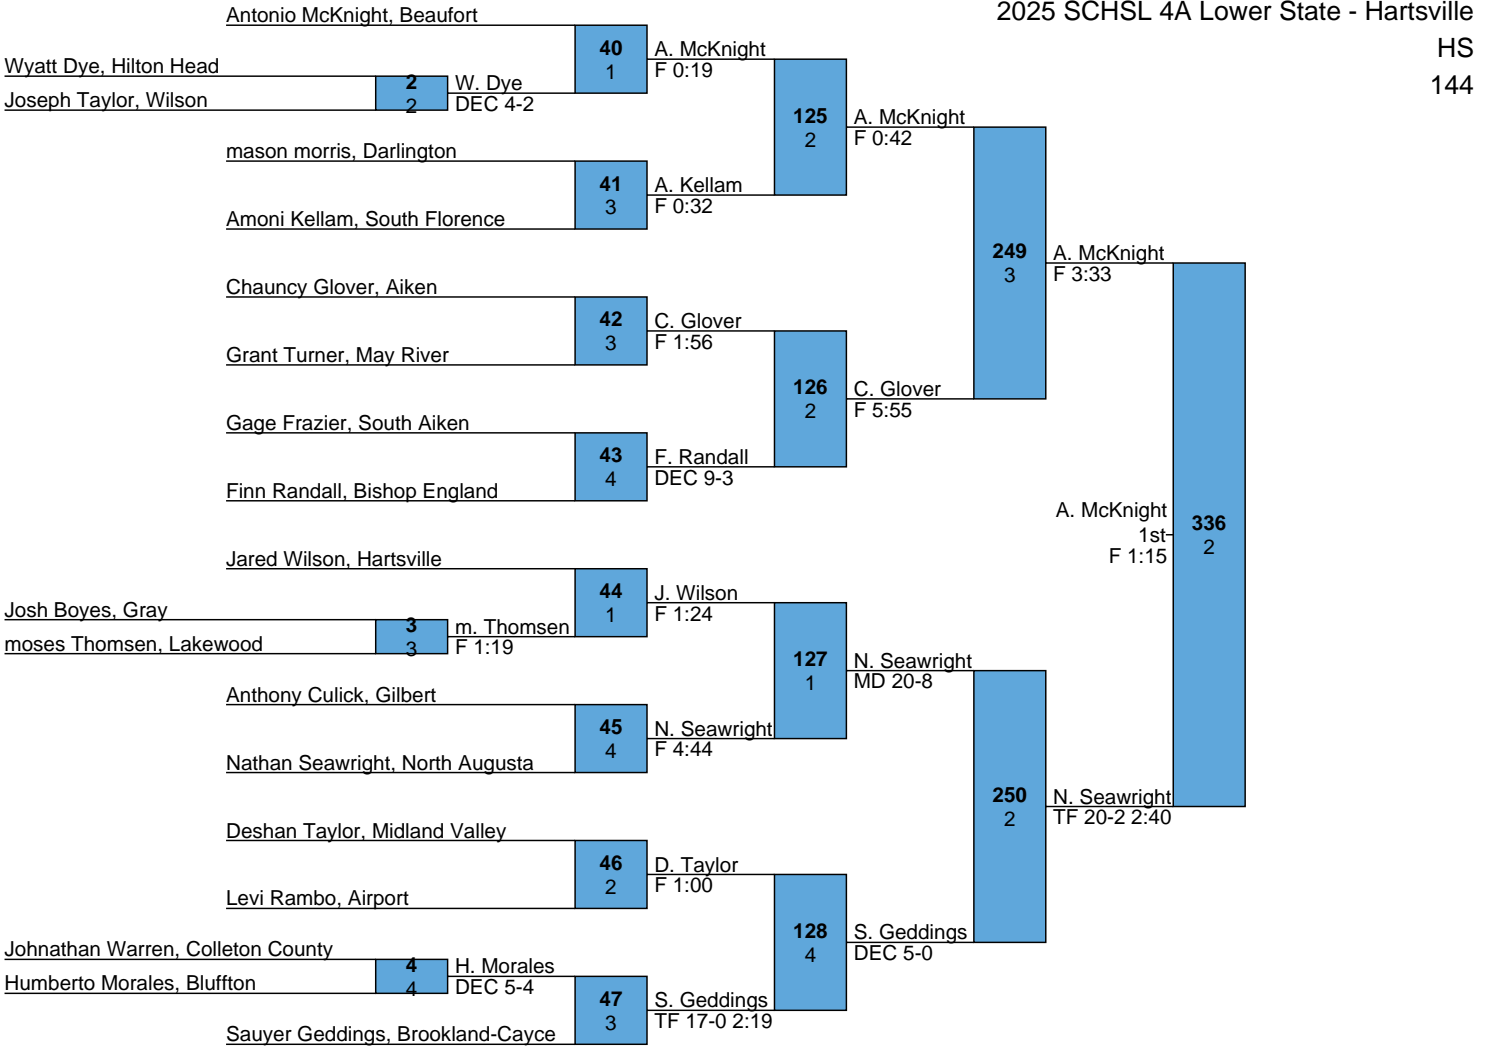 2025 SCHSL 4A Lower State - Hartsville
HS
144
Antonio McKnight, Beaufort
Wyatt Dye, Hilton Head
Joseph Taylor, Wilson
2
2
W. Dye
DEC 4-2
40
1
A. McKnight
F 0:19
mason morris, Darlington
Amoni Kellam, South Florence
41
3
A. Kellam
F 0:32
125
2
A. McKnight
F 0:42
Chauncy Glover, Aiken
Grant Turner, May River
42
3
C. Glover
F 1:56
Gage Frazier, South Aiken
Finn Randall, Bishop England
43
4
F. Randall
DEC 9-3
126
2
C. Glover
F 5:55
249
3
A. McKnight
F 3:33
Jared Wilson, Hartsville
Josh Boyes, Gray
moses Thomsen, Lakewood
3
3
m. Thomsen
F 1:19
44
1
J. Wilson
F 1:24
Anthony Culick, Gilbert
Nathan Seawright, North Augusta
45
4
N. Seawright
F 4:44
127
1
N. Seawright
MD 20-8
Deshan Taylor, Midland Valley
Levi Rambo, Airport
46
2
D. Taylor
F 1:00
Johnathan Warren, Colleton County
Humberto Morales, Bluffton
4
4
H. Morales
DEC 5-4
Sauyer Geddings, Brookland-Cayce
47
3
S. Geddings
TF 17-0 2:19
128
4
S. Geddings
DEC 5-0
250
2
N. Seawright
TF 20-2 2:40
A. McKnight
1st
F 1:15
336
2